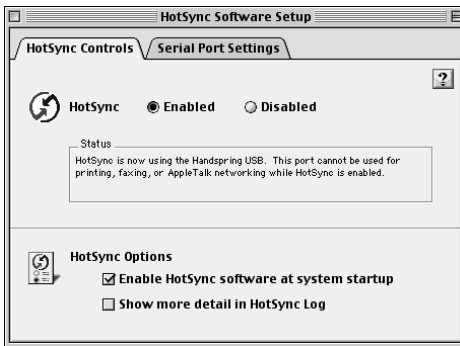 HotSync Software Setup
HotSync Controls
Serial Port Settings
?
HotSync
Enabled
Disabled
Status
HotSync is now using the Handspring USB. This port cannot be used for
printing, faxing, or AppleTalk networking while HotSync is enabled.
HotSync Options
Enable HotSync software at system startup
Show more detail in HotSync Log